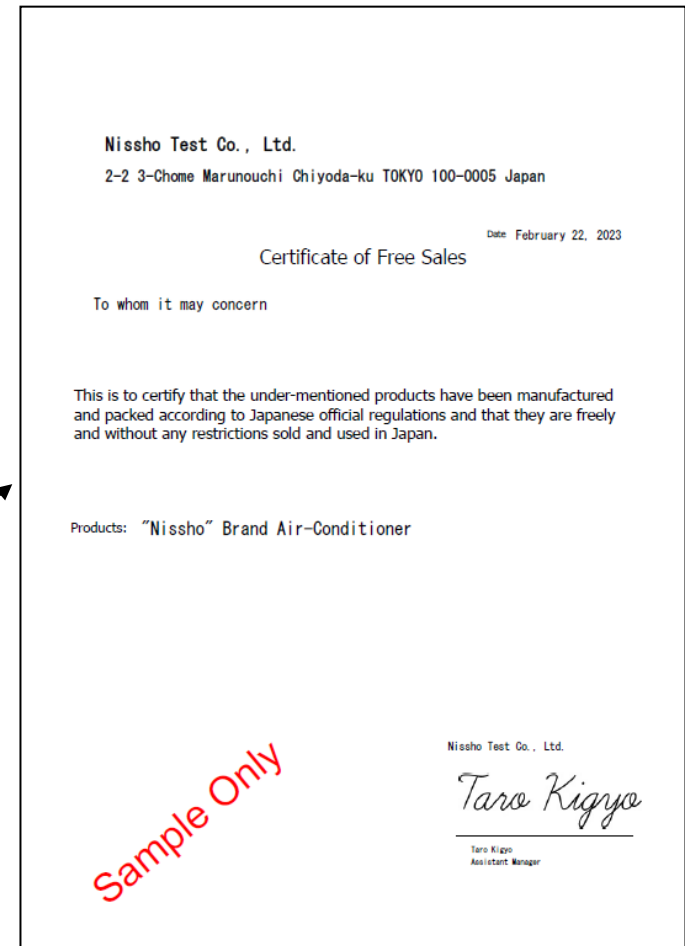 Nissho Test Co., Ltd.
2-2 3-Chome Marunouchi Chiyoda-ku TOKYO 100-0005 Japan
Date February 22, 2023
Certificate of Free Sales
To whom it may concern
This is to certify that the under-mentioned products have been manufactured
and packed according to Japanese official regulations and that they are freely
and without any restrictions sold and used in Japan.
Products: "Nissho" Brand Air-Conditioner
Sample Only
Nissho Test Co., Ltd.
Taro Kigyo
Taro Kigyo
Assistant Manager